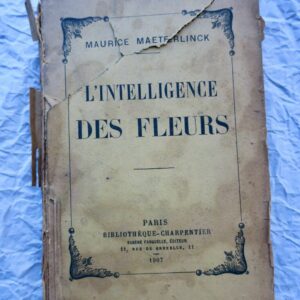 MAURICE MAETERLINCK
L'INTELLIGENCE
DES FLEURS
PARIS
BIBLIOTHÈQUE-CHARPENTIER
EUGÈNE FASQUELLE, ÉDITEUR
11, RUE DE GRENELLE, 11
1907